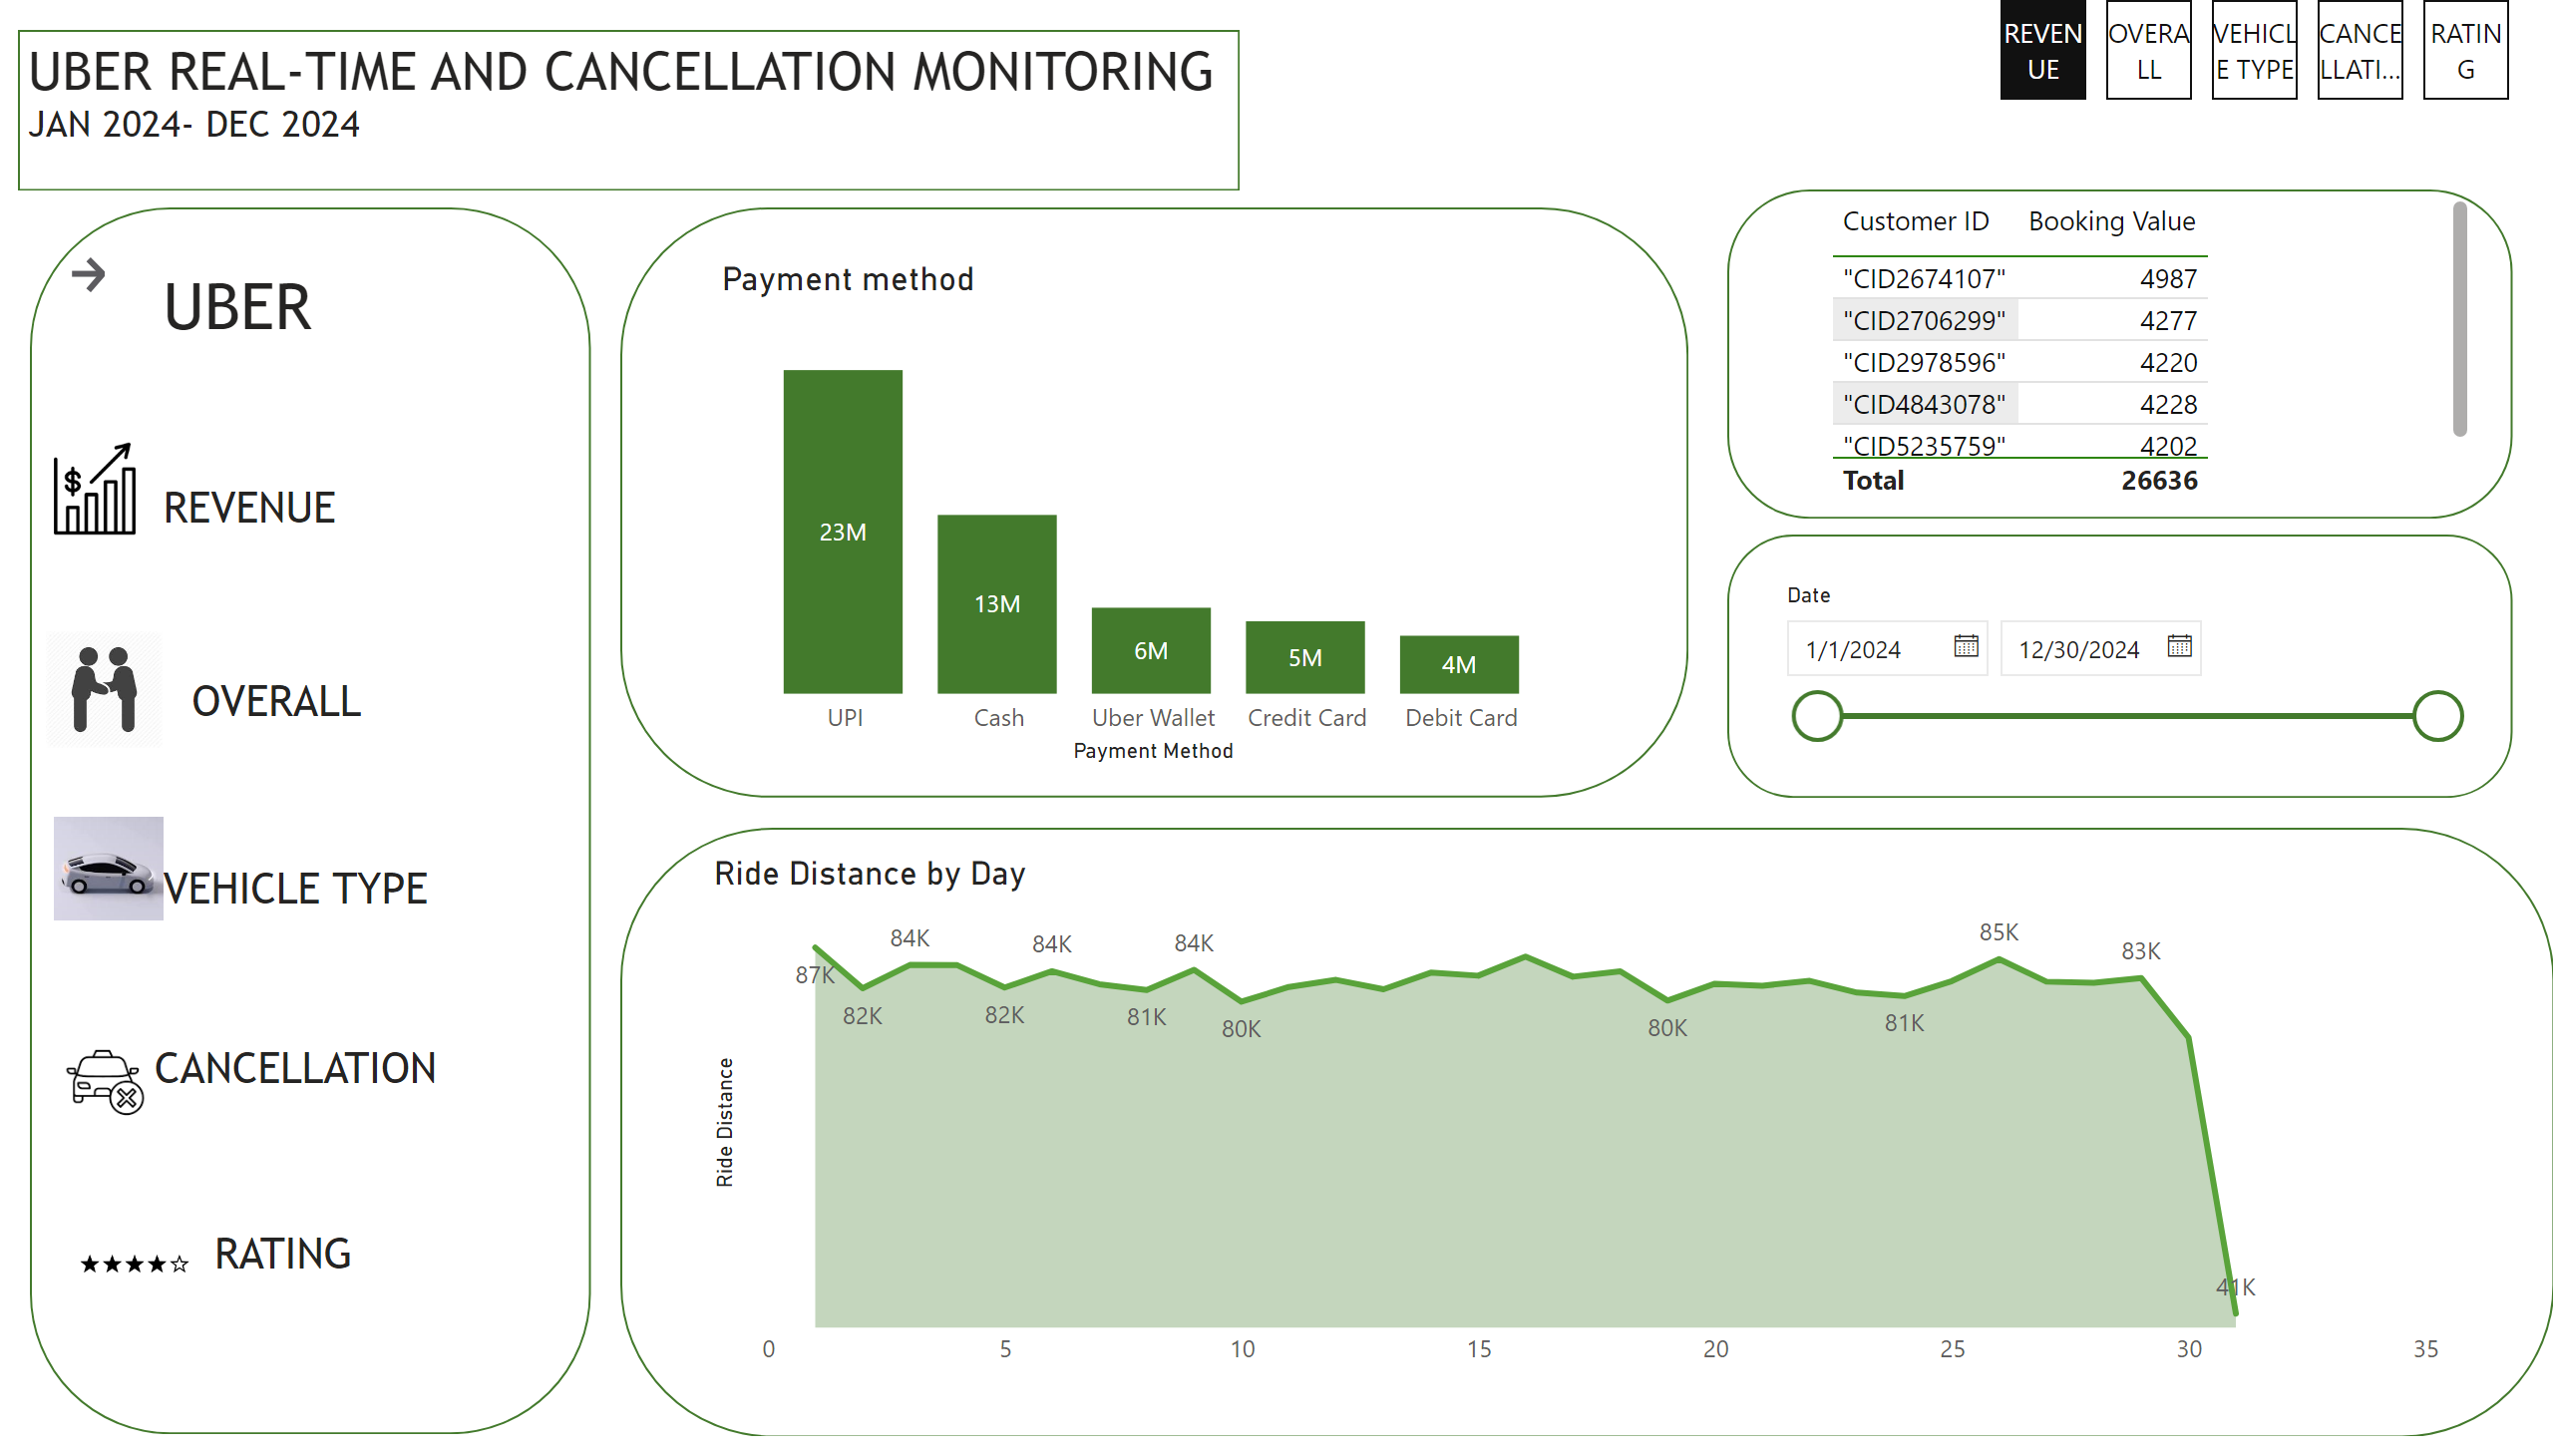 UBER REAL-TIME AND CANCELLATION MONITORING
JAN 2024- DEC 2024
REVEN
UE
OVERA
LL
VEHICL
E TYPE
CANCE
LLATI...
RATIN
G
UBER
REVENUE
OVERALL
VEHICLE TYPE
CANCELLATION
RATING
Payment method
23M
13M
6M
5M
4M
UPI Cash Uber Wallet Credit Card Debit Card
Payment Method
Customer ID Booking Value
"CID2674107" 4987
"CID2706299" 4277
"CID2978596" 4220
"CID4843078" 4228
"CID5235759" 4202
Total 26636
Date
1/1/2024 12/30/2024
Ride Distance by Day
Ride Distance
87K
82K
84K
82K
84K
81K
84K
80K
80K
81K
85K
83K
41K
0 5 10 15 20 25 30 35